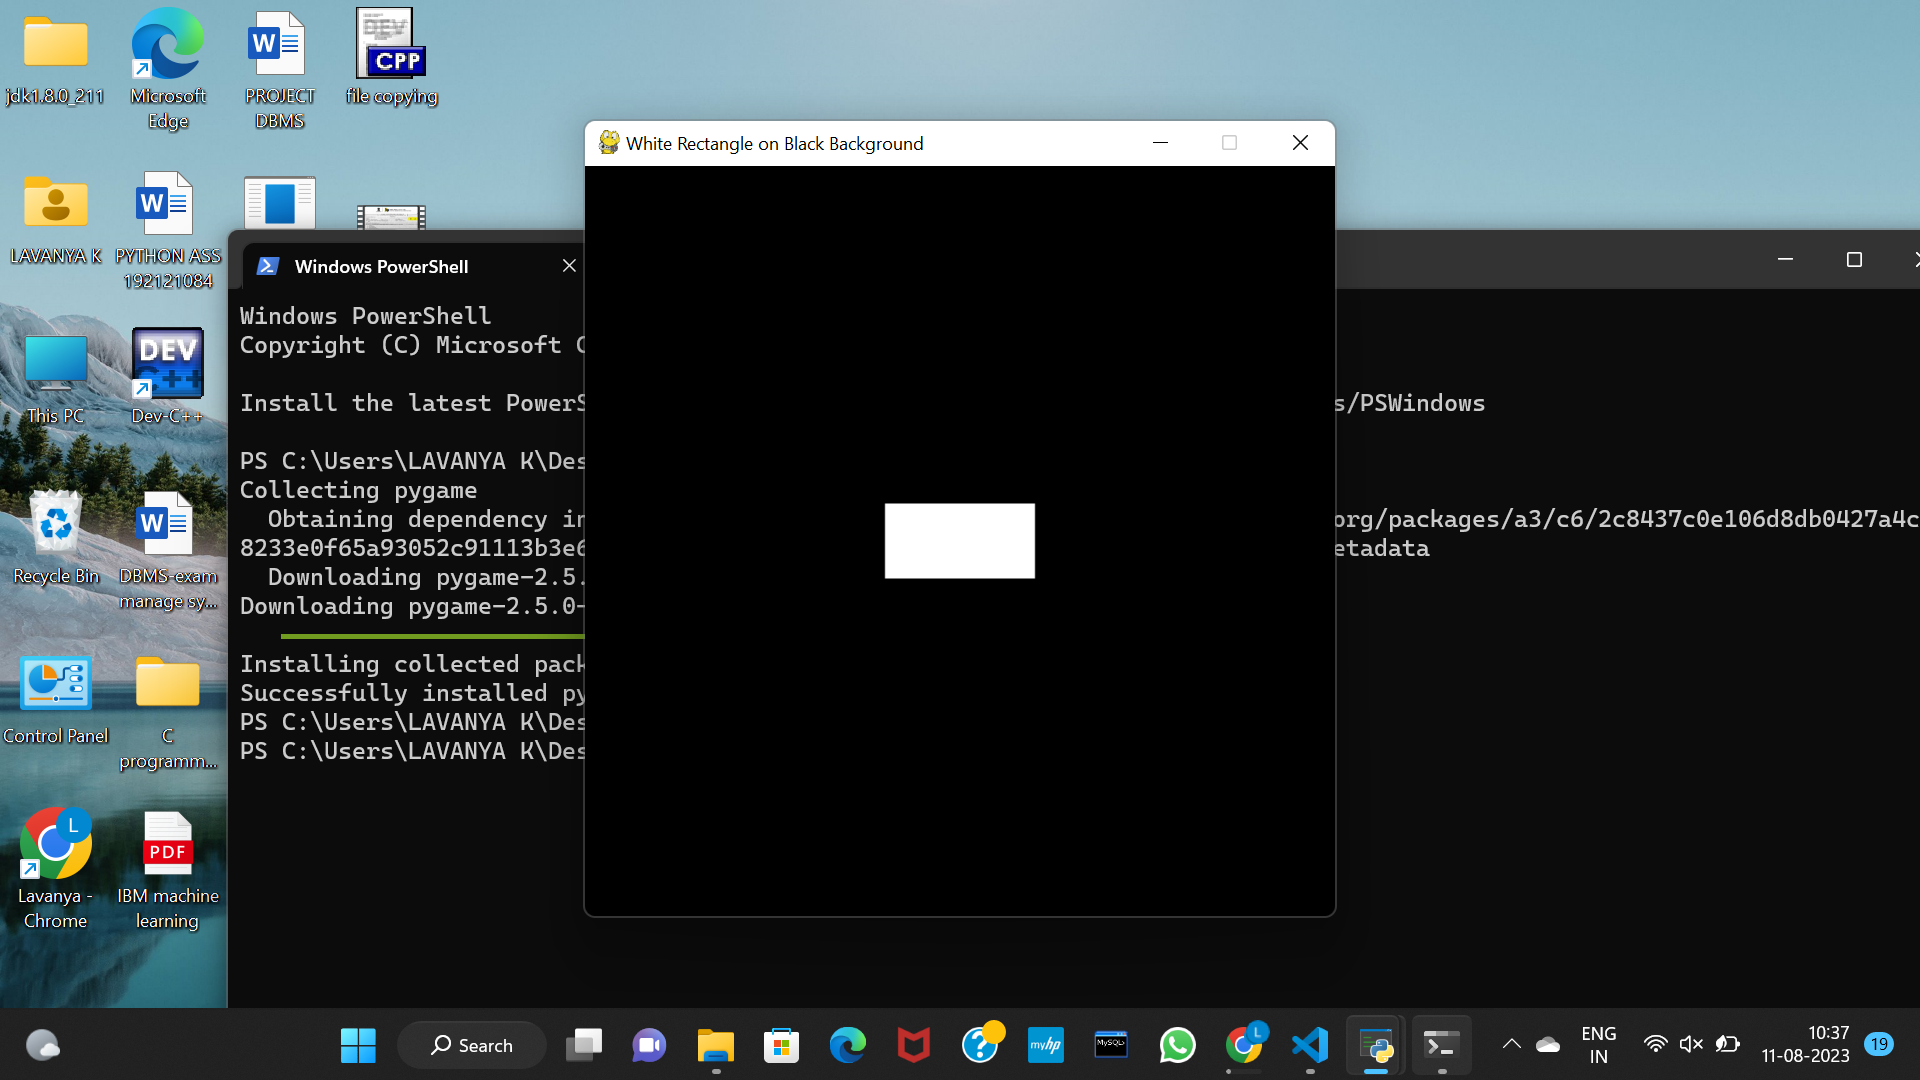 jdk1.8.0_211
Microsoft
Edge
W
PROJECT
DBMS
DEV
CPP
file copying
LAVANYA K
W
PYTHON ASS
192121084
This PC
DEV
C++
Dev-C++
Recycle Bin
W
DBMS-exam
manage sy...
Control Panel
C
programm...
L
Lavanya -
Chrome
PDF
IBM machine
learning
White Rectangle on Black Background
Windows PowerShell
Windows PowerShell
Copyright (C) Microsoft C
Install the latest PowerS
s/PSWindows
PS C:\Users\LAVANYA K\Des
Collecting pygame
Obtaining dependency in
org/packages/a3/c6/2c8437c0e106d8db0427a4c
8233e0f65a93052c91113b3e6
etadata
Downloading pygame-2.5.
Downloading pygame-2.5.0-
Installing collected pack
Successfully installed py
PS C:\Users\LAVANYA K\Des
PS C:\Users\LAVANYA K\Des
Search
?
myhp
MySQL
L
ENG
IN
10:37
11-08-2023
19